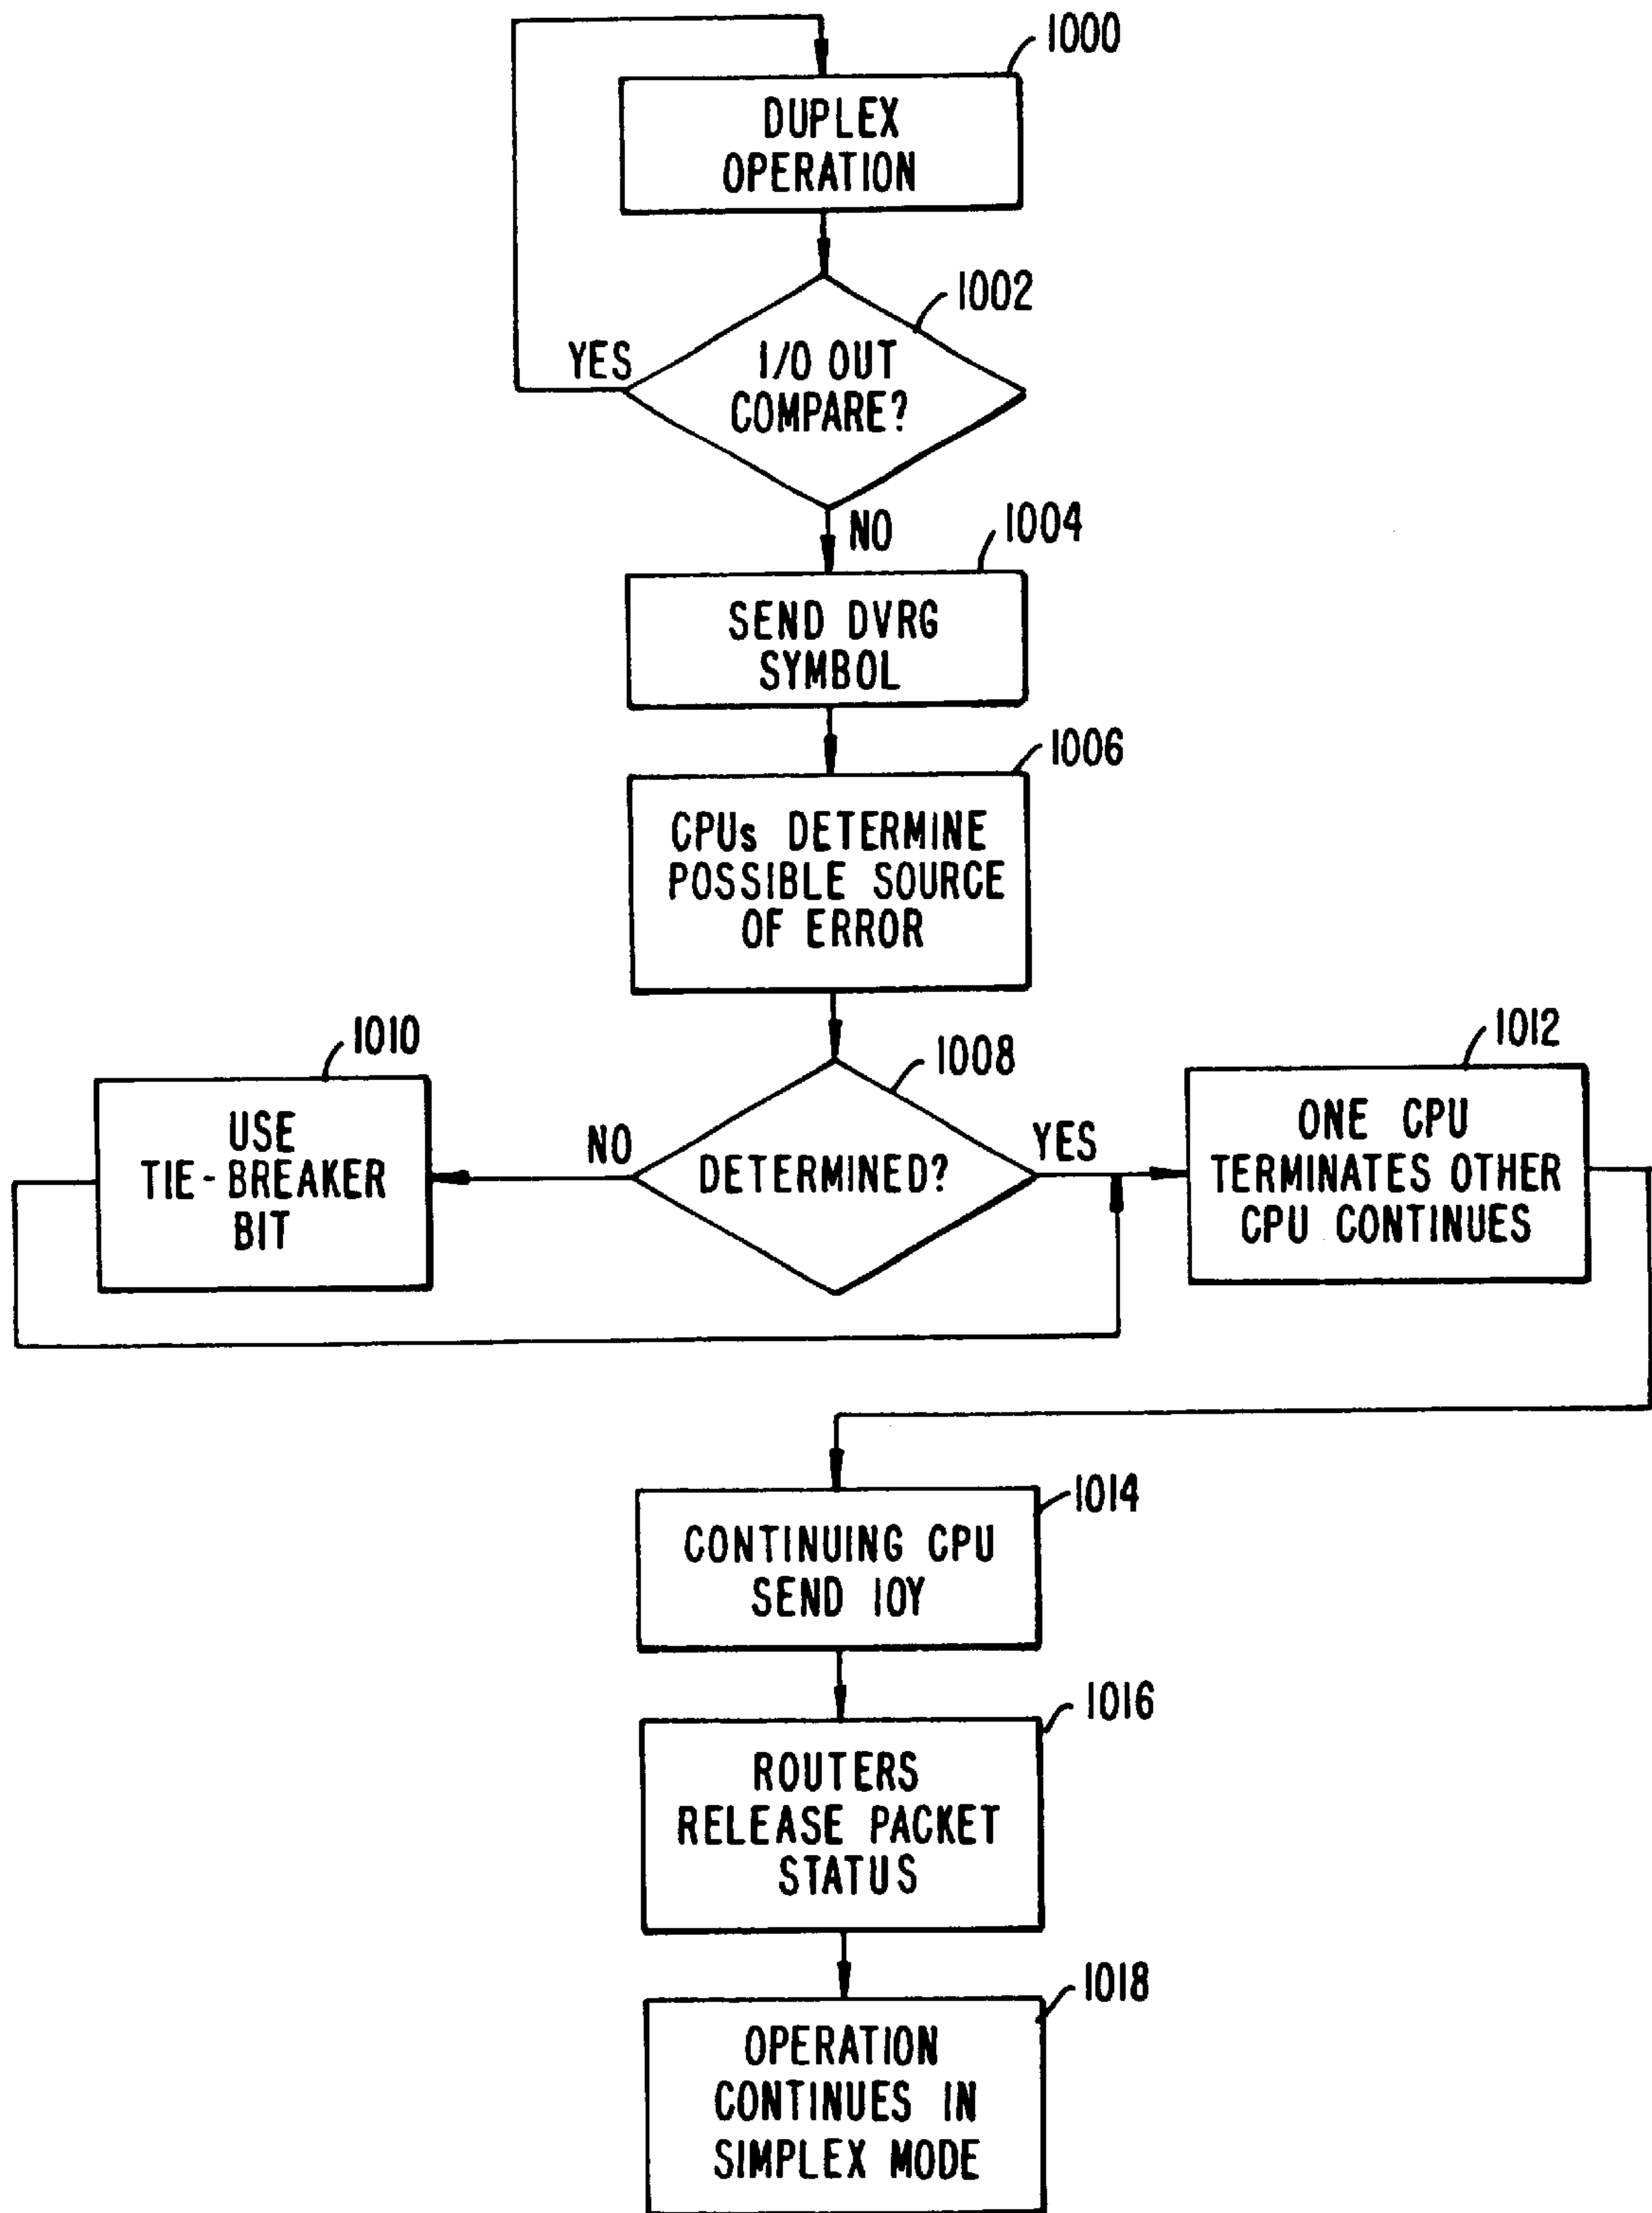 1000
DUPLEX
OPERATION
1002
YES
I/O OUT
COMPARE?
NO
1004
SEND DVRG
SYMBOL
1006
CPUs DETERMINE
POSSIBLE SOURCE
OF ERROR
1010
USE
TIE-BREAKER
BIT
1008
NO
DETERMINED?
YES
1012
ONE CPU
TERMINATES OTHER
CPU CONTINUES
1014
CONTINUING CPU
SEND IOY
1016
ROUTERS
RELEASE PACKET
STATUS
1018
OPERATION
CONTINUES IN
SIMPLEX MODE